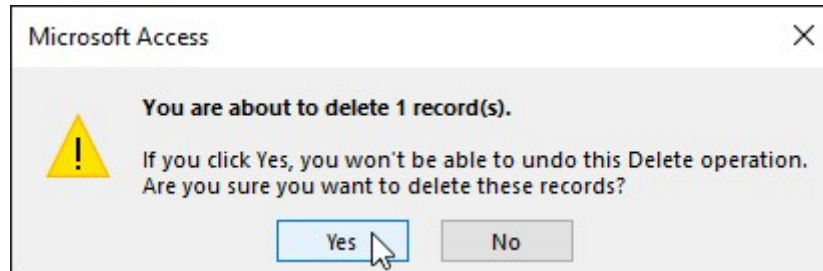 Microsoft Access
You are about to delete 1 record(s).
If you click Yes, you won't be able to undo this Delete operation.
Are you sure you want to delete these records?
Yes
No